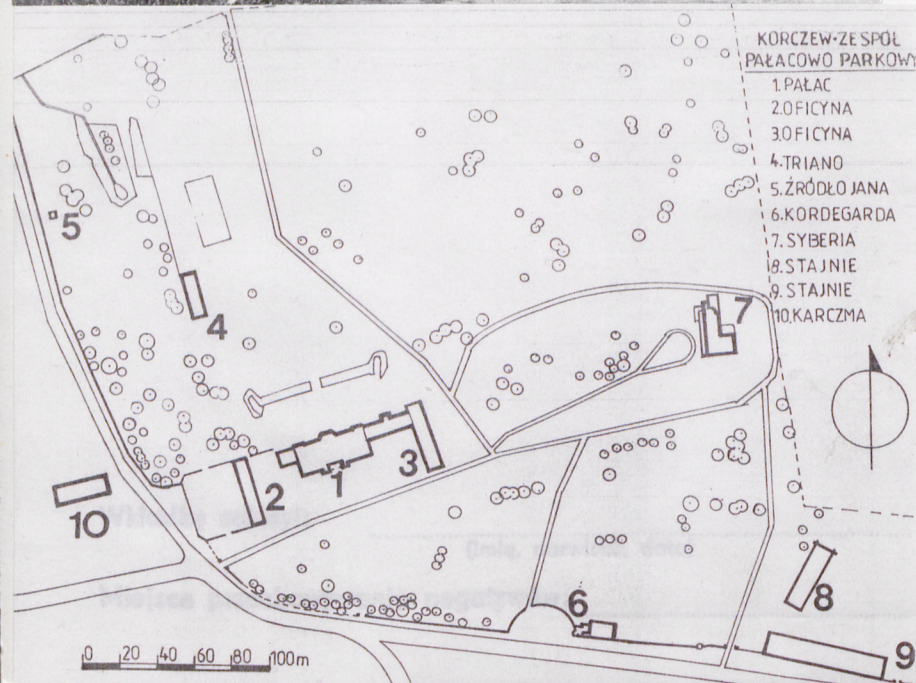 KORCZEW-ZESPÓŁ
PAŁACOWO PARKOWY
1. PAŁAC
2. OFICYNA
3. OFICYNA
4. TRIANO
5. ŹRÓDŁO JANA
6. KORDEGARDA
7. SYBERIA
8. STAJNIE
9. STAJNIE
10. KARCZMA
5
4
7
3
1
2
10
6
8
9
0 20 40 60 80 100m